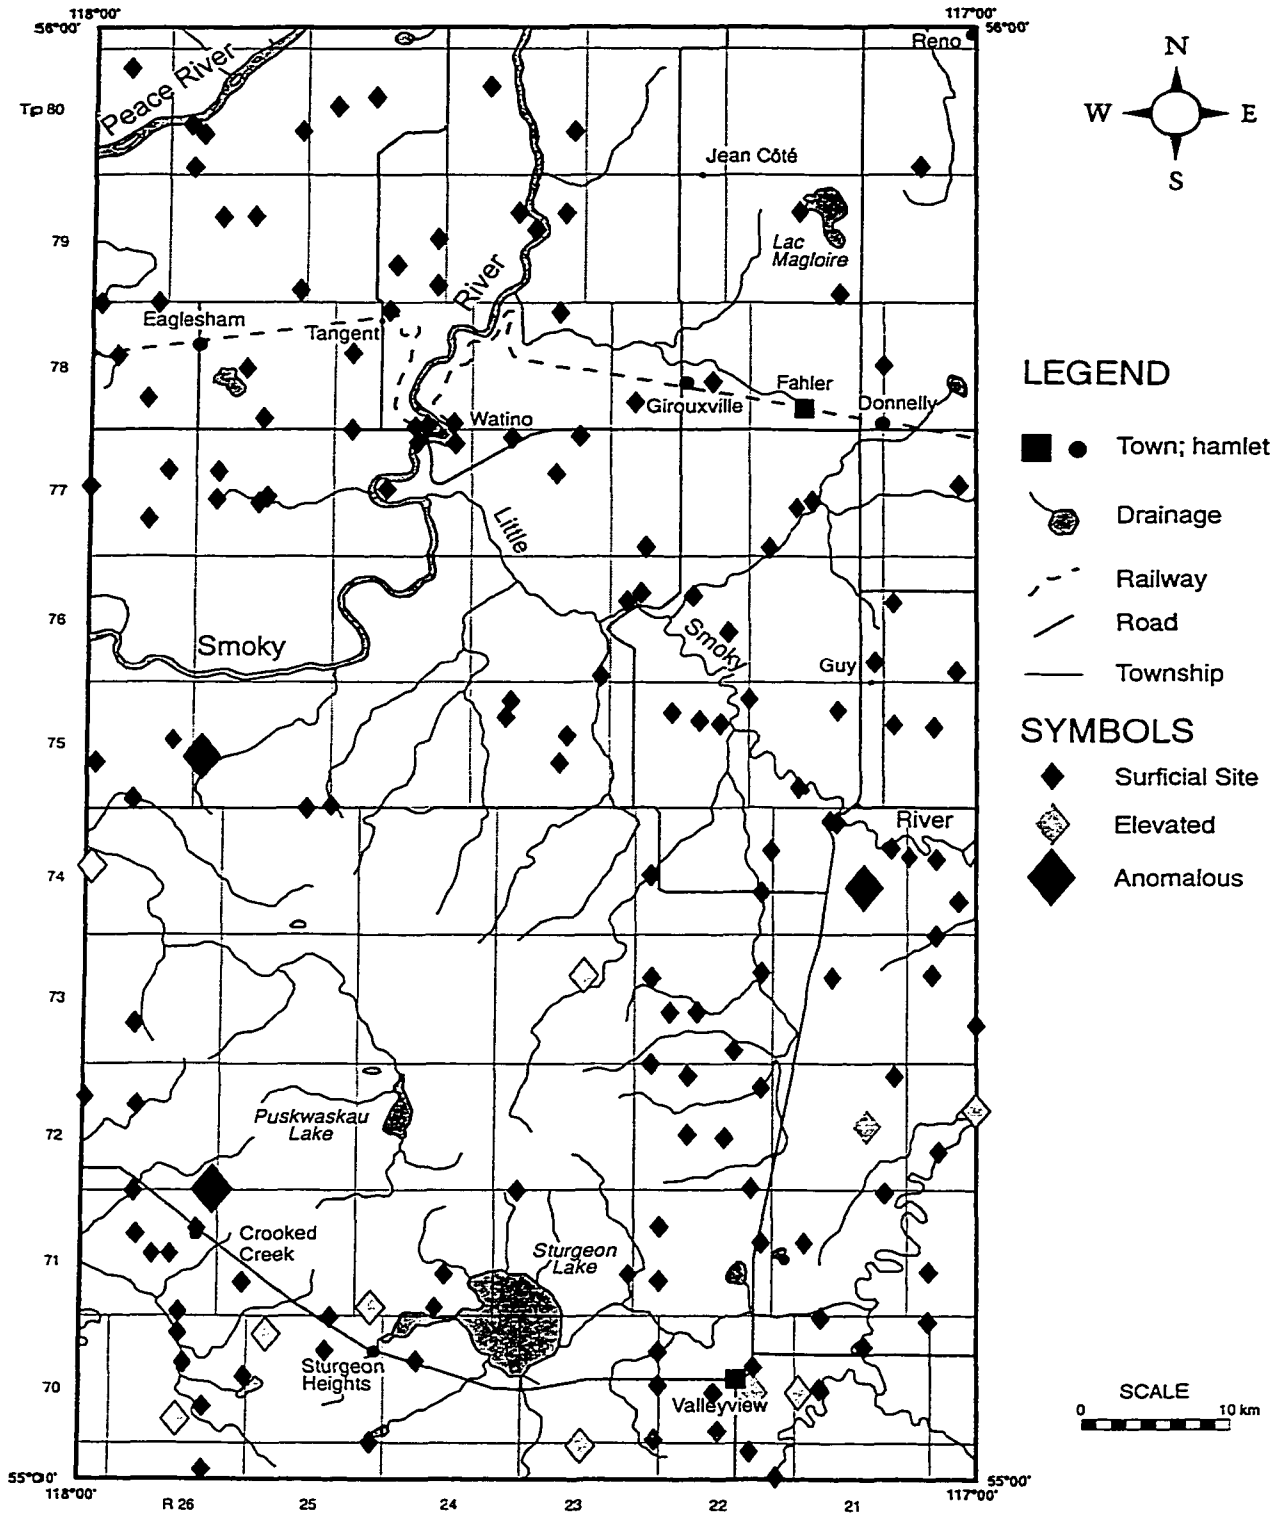 118°00'
117°00'
56°00'
56°00'
Reno
N
W
E
S
Peace River
Tp 80
Jean Côté
79
Lac
Magloire
River
Eaglesham
Tangent
78
Fahler
Girouxville
Donnelly
Watino
LEGEND
Town; hamlet
Drainage
Railway
Road
Township
77
Little
76
Smoky
Smoky
Guy
75
SYMBOLS
Surficial Site
Elevated
Anomalous
River
74
73
Puskwaskau
Lake
72
Crooked
Creek
71
Sturgeon
Lake
Sturgeon
Heights
70
Valleyview
SCALE
0
10 km
55°00'
55°00'
118°00'
117°00'
R 26
25
24
23
22
21